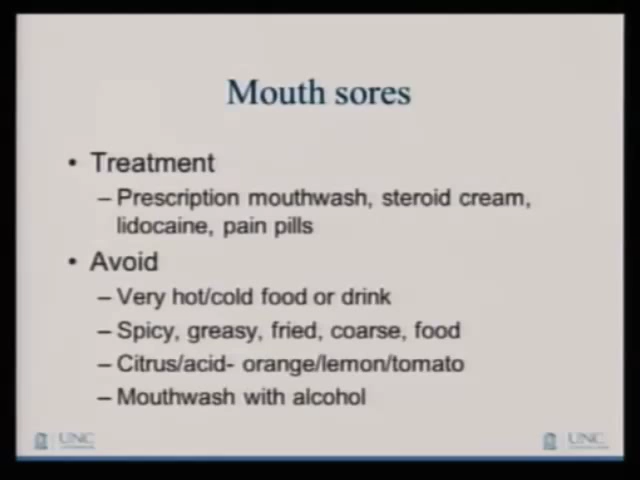 Mouth sores
• Treatment
– Prescription mouthwash, steroid cream,
lidocaine, pain pills
• Avoid
– Very hot/cold food or drink
– Spicy, greasy, fried, coarse, food
– Citrus/acid- orange/lemon/tomato
– Mouthwash with alcohol
UNC
UNC